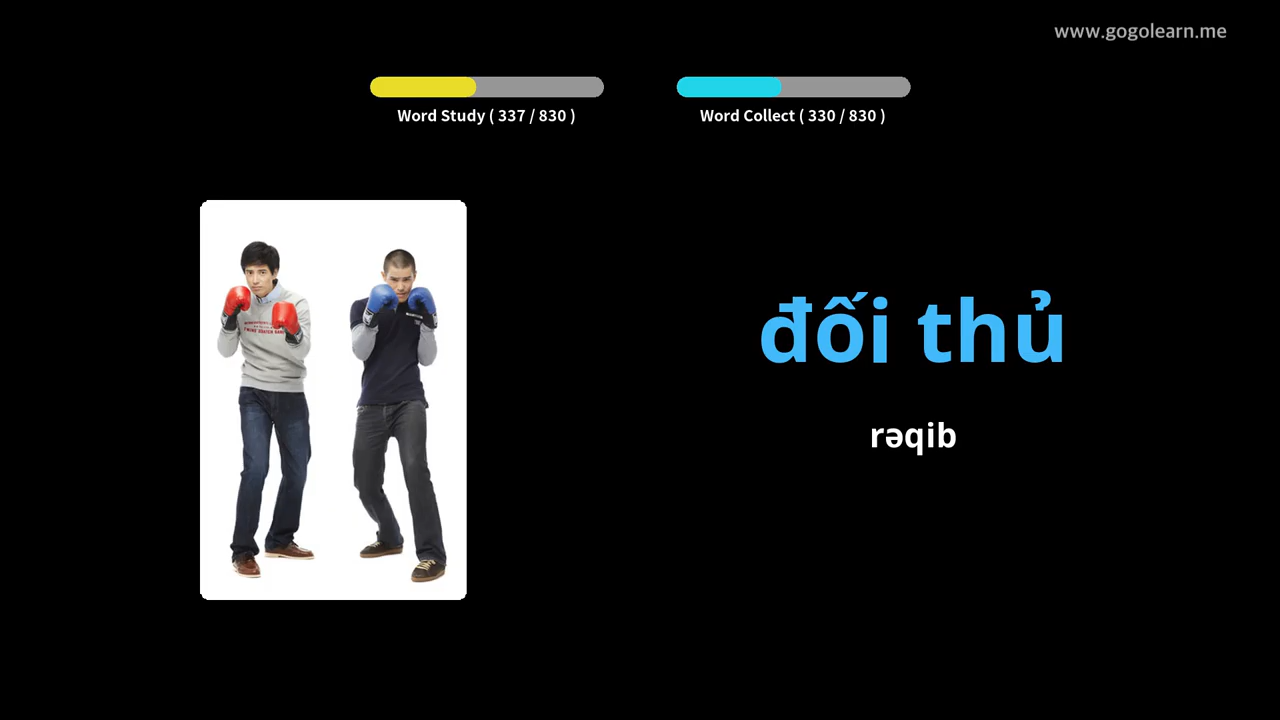 www.gogolearn.me
Word Study ( 337 / 830 )
Word Collect ( 330 / 830 )
đối thủ
rəqib